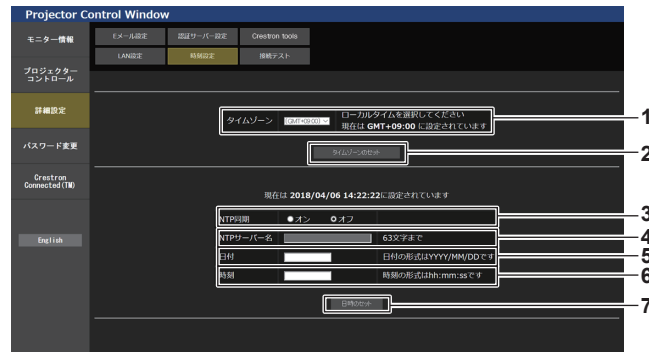 Projector Control Window
モニター情報
プロジェクター
コントロール
詳細設定
パスワード変更
Crestron
Connected(TM)
English
Eメール設定 認証サーバー設定 Crestron tools
LAN設定 時刻設定 接続テスト
タイムゾーン (GMT+09:00) ローカルタイムを選択してください
現在は GMT+09:00 に設定されています
1
タイムゾーンのセット
2
現在は 2018/04/06 14:22:22に設定されています
NTP同期 オン オフ
3
NTPサーバー名 63文字まで
4
日付 日付の形式はYYYY/MM/DDです
5
時刻 時刻の形式はhh:mm:ssです
6
日時のセット
7